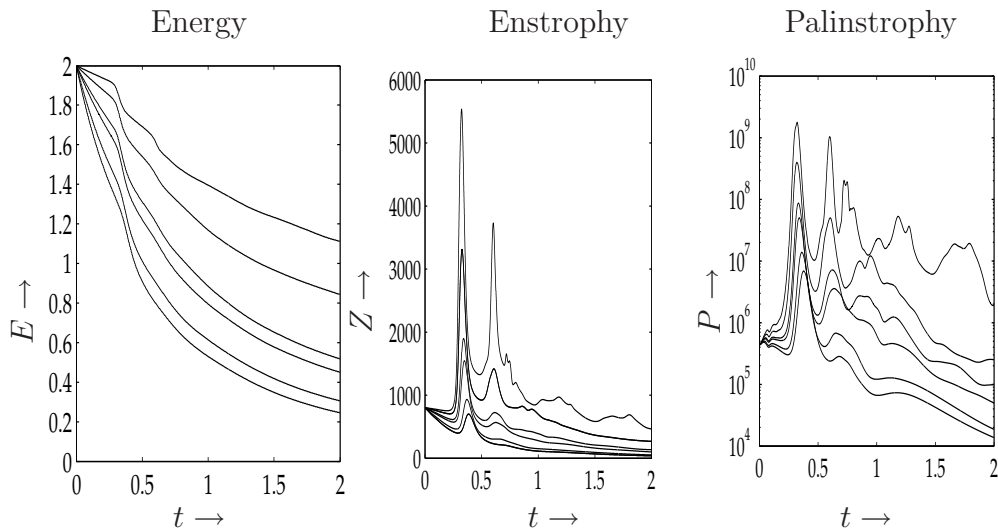 Energy
Enstrophy
Palinstrophy
2
1.8
1.6
1.4
1.2
1
0.8
0.6
0.4
0.2
0
E →
0 0.5 1 1.5 2
t →
6000
5000
4000
3000
2000
1000
0
Z →
0 0.5 1 1.5 2
t →
10^10
10^9
10^8
10^7
10^6
10^5
10^4
P →
0 0.5 1 1.5 2
t →